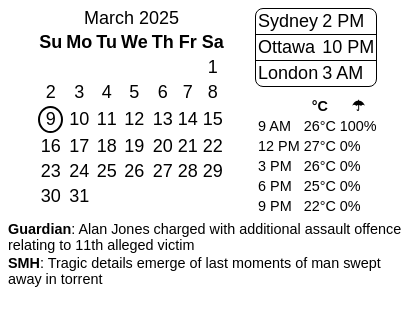 March 2025
Su Mo Tu We Th Fr Sa
1
2 3 4 5 6 7 8
9 10 11 12 13 14 15
16 17 18 19 20 21 22
23 24 25 26 27 28 29
30 31
Sydney 2 PM
Ottawa 10 PM
London 3 AM
°C ☂
9 AM 26°C 100%
12 PM 27°C 0%
3 PM 26°C 0%
6 PM 25°C 0%
9 PM 22°C 0%
Guardian: Alan Jones charged with additional assault offence
relating to 11th alleged victim
SMH: Tragic details emerge of last moments of man swept
away in torrent